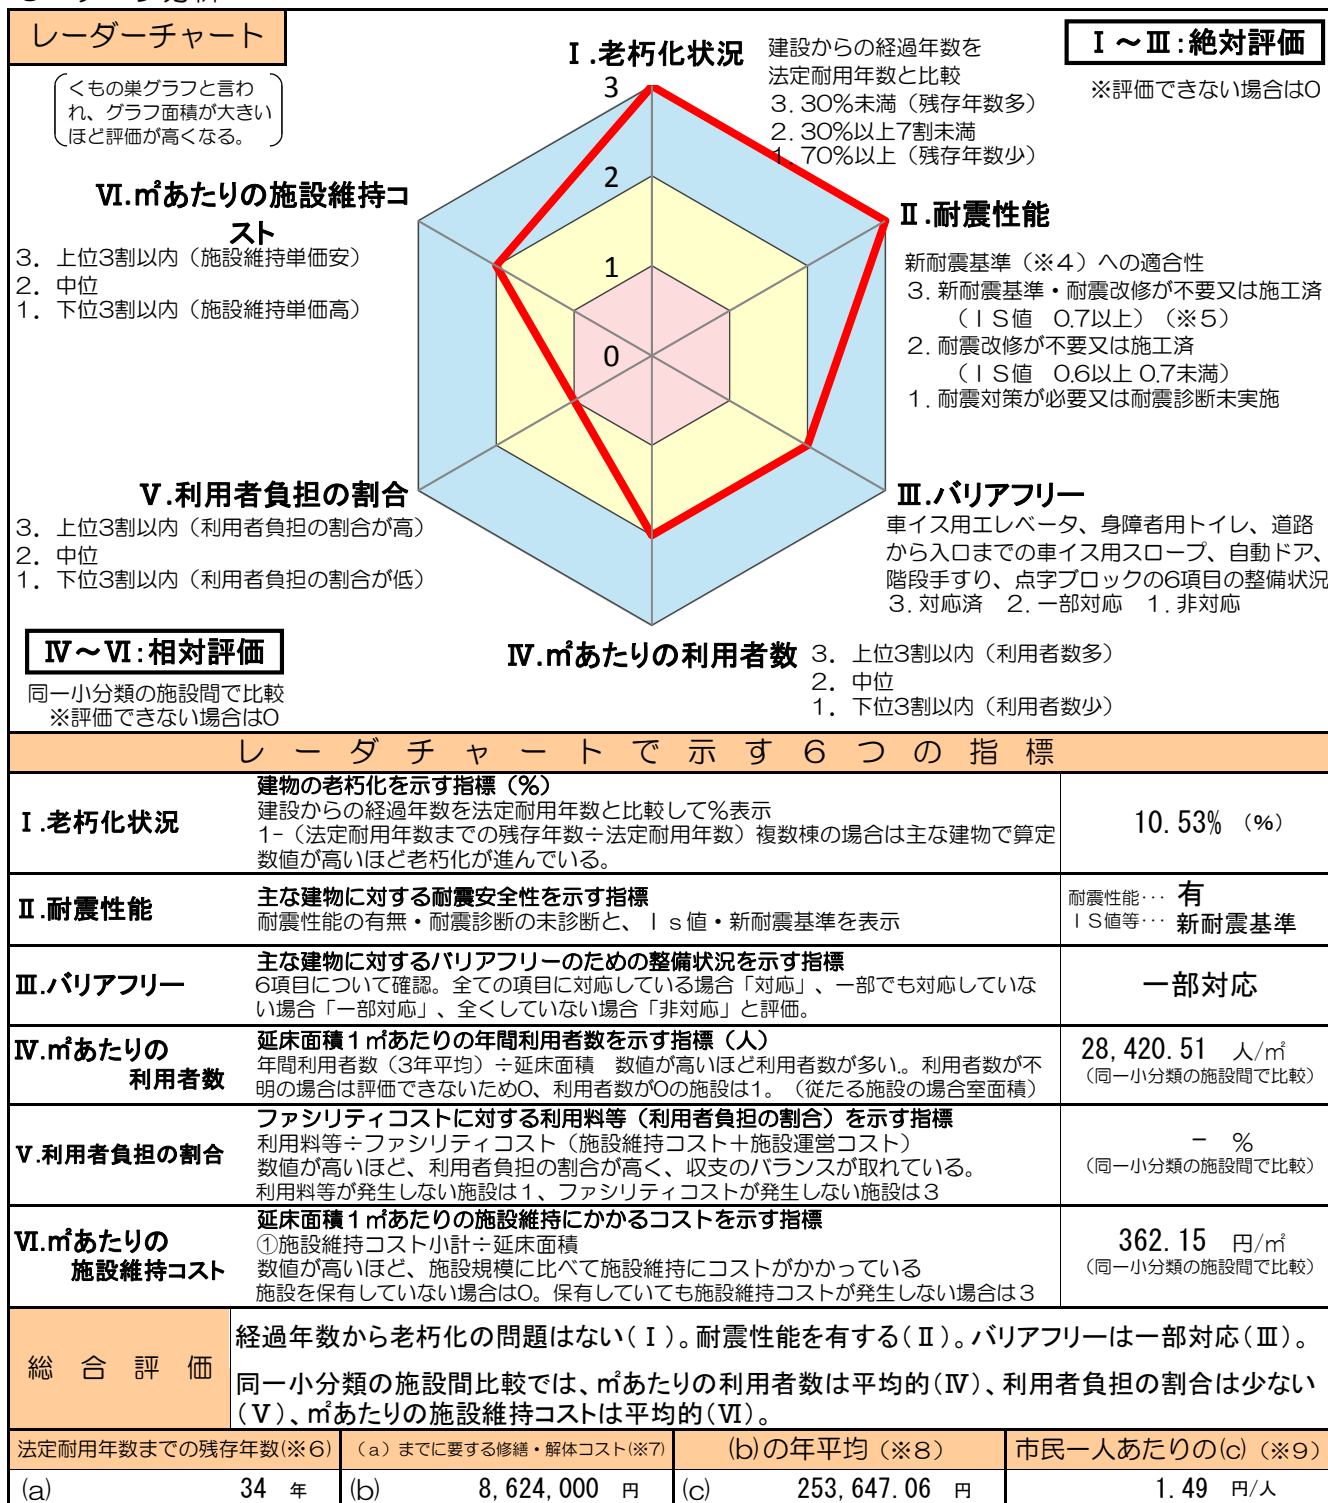 レーダーチャート
くもの巣グラフと言わ
れ、グラフ面積が大きい
ほど評価が高くなる。
Ⅰ.老朽化状況
建設からの経過年数を
法定耐用年数と比較
3.30%未満（残存年数多）
2.30%以上7割未満
1.70%以上（残存年数少）
Ⅰ～Ⅲ:絶対評価
※評価できない場合は0
3
2
1
0
Ⅵ.㎡あたりの施設維持コ
スト
3. 上位3割以内（施設維持単価安）
2. 中位
1. 下位3割以内（施設維持単価高）
Ⅱ.耐震性能
新耐震基準（※4）への適合性
3.新耐震基準・耐震改修が不要又は施工済
（ＩＳ値 0.7以上）（※5）
2.耐震改修が不要又は施工済
（ＩＳ値 0.6以上0.7未満）
1.耐震対策が必要又は耐震診断未実施
Ⅴ.利用者負担の割合
3. 上位3割以内（利用者負担の割合が高）
2. 中位
1. 下位3割以内（利用者負担の割合が低）
Ⅲ.バリアフリー
車イス用エレベータ、身障者用トイレ、道路
から入口までの車イス用スロープ、自動ドア、
階段手すり、点字ブロックの6項目の整備状況
3.対応済 2.一部対応 1.非対応
Ⅳ～Ⅵ:相対評価
同一小分類の施設間で比較
※評価できない場合は0
Ⅳ.㎡あたりの利用者数
3. 上位3割以内（利用者数多）
2. 中位
1. 下位3割以内（利用者数少）
レーダチャートで示す6つの指標
Ⅰ.老朽化状況
建物の老朽化を示す指標（%）
建設からの経過年数を法定耐用年数と比較して%表示
1-（法定耐用年数までの残存年数÷法定耐用年数）複数棟の場合は主な建物で算定
数値が高いほど老朽化が進んでいる。
10.53% （%）
Ⅱ.耐震性能
主な建物に対する耐震安全性を示す指標
耐震性能の有無・耐震診断の未診断と、Ｉｓ値・新耐震基準を表示
耐震性能… 有
ＩＳ値等… 新耐震基準
Ⅲ.バリアフリー
主な建物に対するバリアフリーのための整備状況を示す指標
6項目について確認。全ての項目に対応している場合「対応」、一部でも対応していな
い場合「一部対応」、全くしていない場合「非対応」と評価。
一部対応
Ⅳ.㎡あたりの
利用者数
延床面積１㎡あたりの年間利用者数を示す指標（人）
年間利用者数（3年平均）÷延床面積 数値が高いほど利用者数が多い。利用者数が不
明の場合は評価できないため0、利用者数が0の施設は1。（従たる施設の場合室面積）
28,420.51 人/㎡
（同一小分類の施設間で比較）
Ⅴ.利用者負担の割合
ファシリティコストに対する利用料等（利用者負担の割合）を示す指標
利用料等÷ファシリティコスト（施設維持コスト＋施設運営コスト）
数値が高いほど、利用者負担の割合が高く、収支のバランスが取れている。
利用料等が発生しない施設は１、ファシリティコストが発生しない施設は３
- %
（同一小分類の施設間で比較）
Ⅵ.㎡あたりの
施設維持コスト
延床面積１㎡あたりの施設維持にかかるコストを示す指標
①施設維持コスト小計÷延床面積
数値が高いほど、施設規模に比べて施設維持にコストがかかっている
施設を保有していない場合は0。保有していても施設維持コストが発生しない場合は３
362.15 円/㎡
（同一小分類の施設間で比較）
総合評価
経過年数から老朽化の問題はない(Ⅰ)。耐震性能を有する(Ⅱ)。バリアフリーは一部対応(Ⅲ)。
同一小分類の施設間比較では、㎡あたりの利用者数は平均的(Ⅳ)、利用者負担の割合は少ない
(Ⅴ)、㎡あたりの施設維持コストは平均的(Ⅵ)。
法定耐用年数までの残存年数(※6)
（a）までに要する修繕・解体コスト(※7)
(b)の年平均（※8）
市民一人あたりの(c)（※9）
(a) 34 年
(b) 8,624,000 円
(c) 253,647.06 円
1.49 円/人